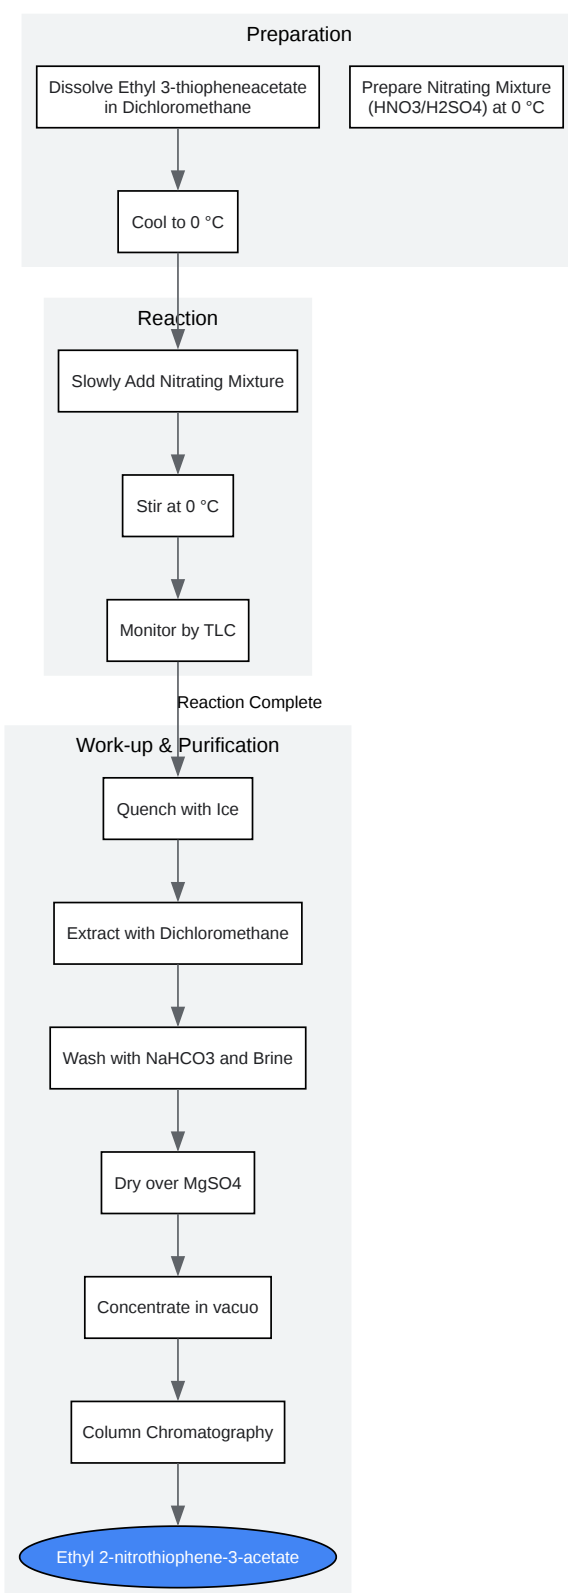 Preparation
Dissolve Ethyl 3-thiopheneacetate
in Dichloromethane
Prepare Nitrating Mixture
(HNO3/H2SO4) at 0 °C
Cool to 0 °C
Reaction
Slowly Add Nitrating Mixture
Stir at 0 °C
Monitor by TLC
Reaction Complete
Work-up & Purification
Quench with Ice
Extract with Dichloromethane
Wash with NaHCO3 and Brine
Dry over MgSO4
Concentrate in vacuo
Column Chromatography
Ethyl 2-nitrothiophene-3-acetate